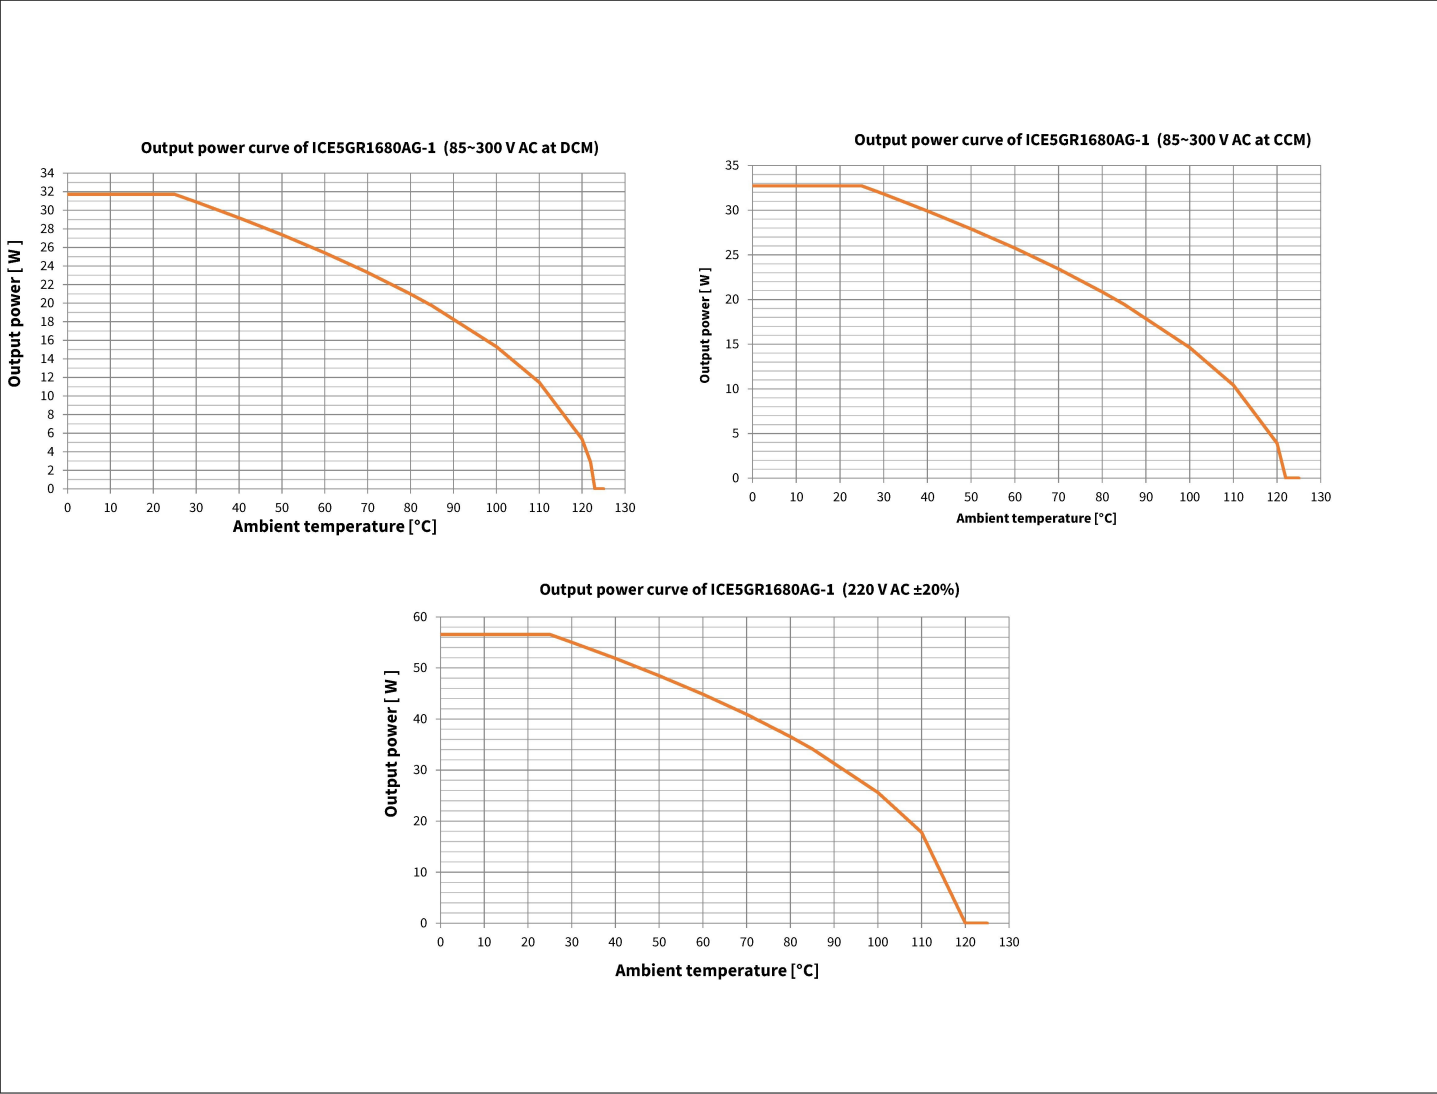 Output power curve of ICE5GR1680AG-1 (85~300 V AC at DCM)
34
32
30
28
26
24
22
20
18
16
14
12
10
8
6
4
2
0
Output power [ W ]
0 10 20 30 40 50 60 70 80 90 100 110 120 130
Ambient temperature [°C]
Output power curve of ICE5GR1680AG-1 (85~300 V AC at CCM)
35
30
25
20
15
10
5
0
Output power [ W ]
0 10 20 30 40 50 60 70 80 90 100 110 120 130
Ambient temperature [°C]
Output power curve of ICE5GR1680AG-1 (220 V AC ±20%)
60
50
40
30
20
10
0
Output power [ W ]
0 10 20 30 40 50 60 70 80 90 100 110 120 130
Ambient temperature [°C]